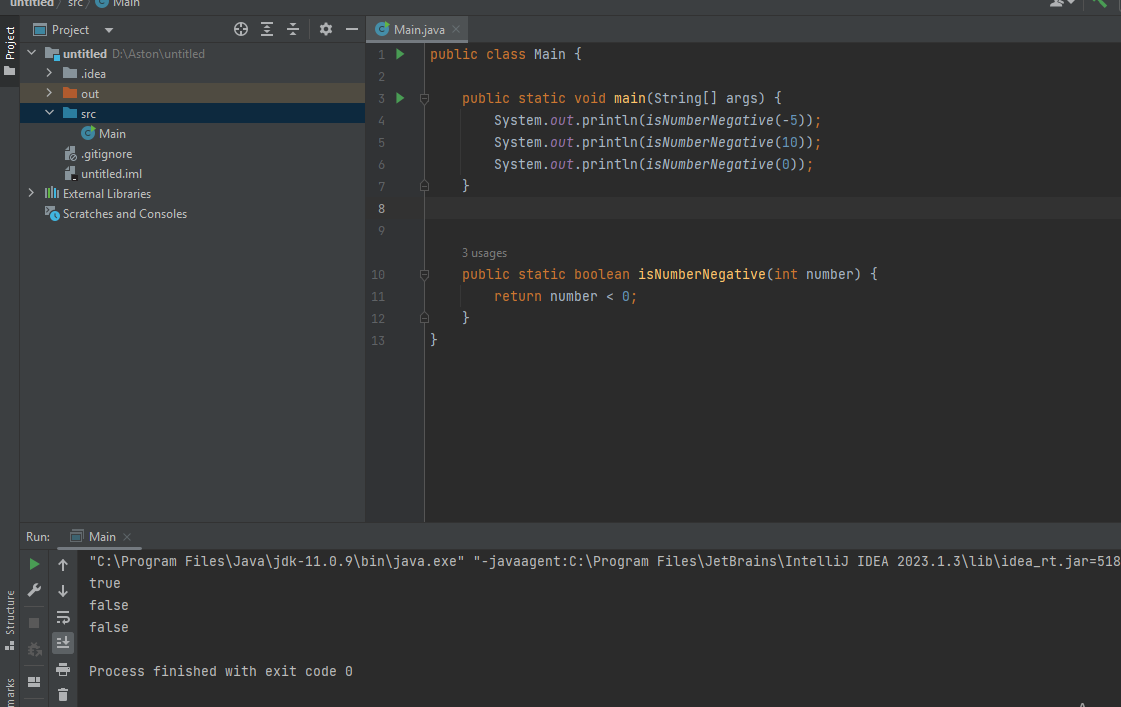 untitled / src / Main
Project
Main.java
untitled D:\Aston\untitled
.idea
out
src
Main
.gitignore
untitled.iml
External Libraries
Scratches and Consoles
Project
1 public class Main {
2
3 public static void main(String[] args) {
4 System.out.println(isNumberNegative(-5));
5 System.out.println(isNumberNegative(10));
6 System.out.println(isNumberNegative(0));
7 }
8
9
3 usages
10 public static boolean isNumberNegative(int number) {
11 return number < 0;
12 }
13 }
Run: Main
"C:\Program Files\Java\jdk-11.0.9\bin\java.exe" "-javaagent:C:\Program Files\JetBrains\IntelliJ IDEA 2023.1.3\lib\idea_rt.jar=518
true
false
false
Process finished with exit code 0
Structure
marks